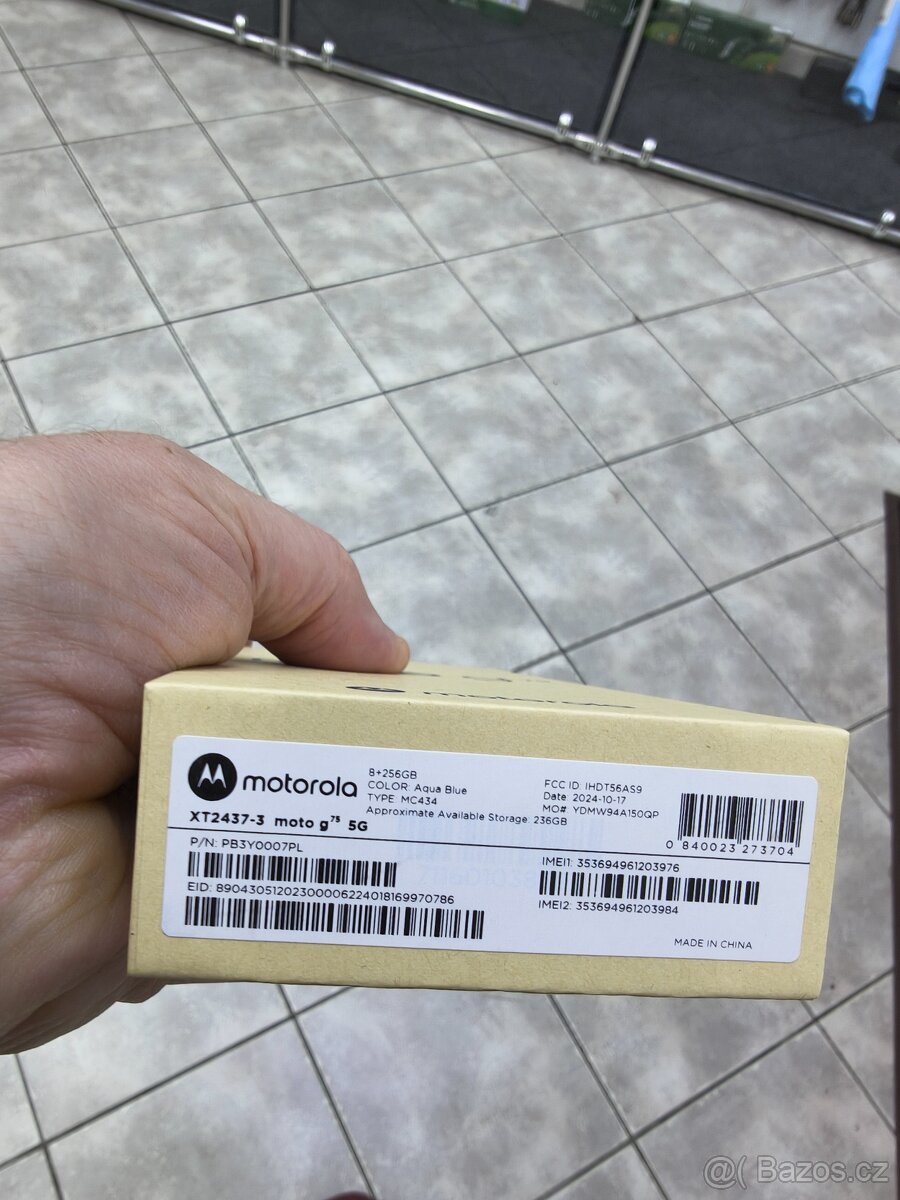 motorola
motorola
8+256GB
COLOR: Aqua Blue
TYPE: MC434
Approximate Available Storage: 236GB
FCC ID: IHDT56AS9
Date: 2024-10-17
MO# YDMW94A150QP
0 840023 273704
XT2437-3 moto g75 5G
P/N: PB3Y0007PL
EID: 89043051202300006224018169970786
IMEI1: 353694961203976
IMEI2: 353694961203984
MADE IN CHINA
@( Bazos.cz